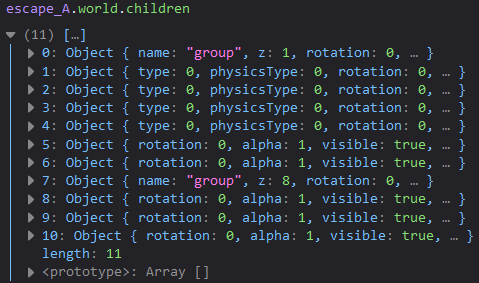 escape_A.world.children
▼ (11) […]
▶ 0: Object { name: "group", z: 1, rotation: 0, … }
▶ 1: Object { type: 0, physicsType: 0, rotation: 0, … }
▶ 2: Object { type: 0, physicsType: 0, rotation: 0, … }
▶ 3: Object { type: 0, physicsType: 0, rotation: 0, … }
▶ 4: Object { type: 0, physicsType: 0, rotation: 0, … }
▶ 5: Object { rotation: 0, alpha: 1, visible: true, … }
▶ 6: Object { rotation: 0, alpha: 1, visible: true, … }
▶ 7: Object { name: "group", z: 8, rotation: 0, … }
▶ 8: Object { rotation: 0, alpha: 1, visible: true, … }
▶ 9: Object { rotation: 0, alpha: 1, visible: true, … }
▶ 10: Object { rotation: 0, alpha: 1, visible: true, … }
length: 11
▶ <prototype>: Array []